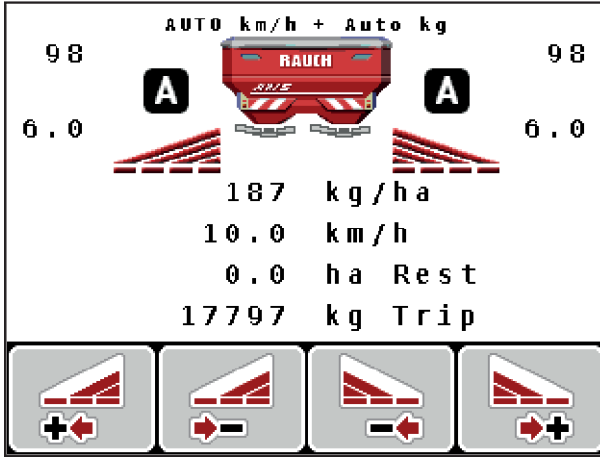 AUTO km/h + Auto kg
98 98
RAUCH
AXIS
A A
6.0 6.0
187 kg/ha
10.0 km/h
0.0 ha Rest
17797 kg Trip